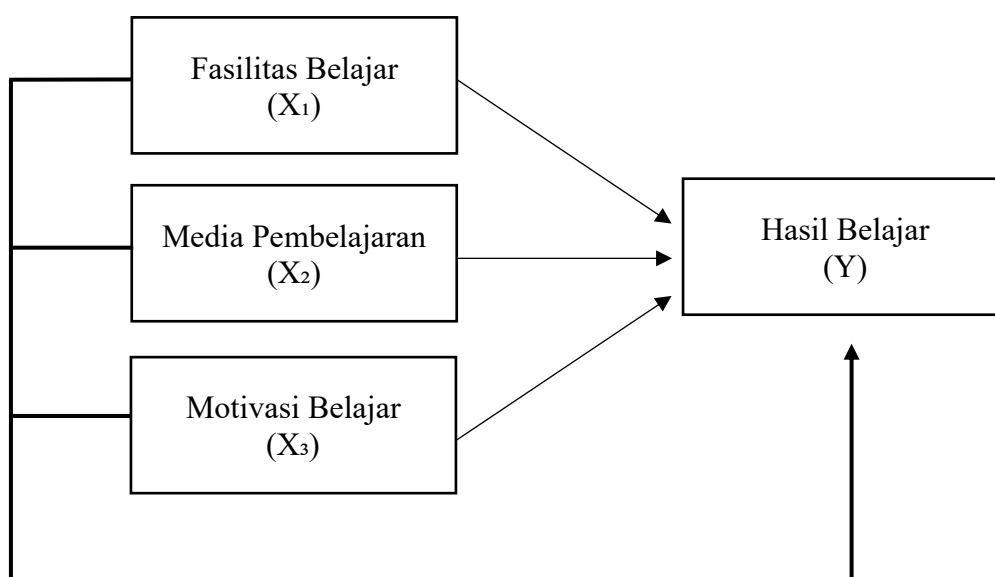 Fasilitas Belajar
(X₁)
Media Pembelajaran
(X₂)
Motivasi Belajar
(X₃)
Hasil Belajar
(Y)